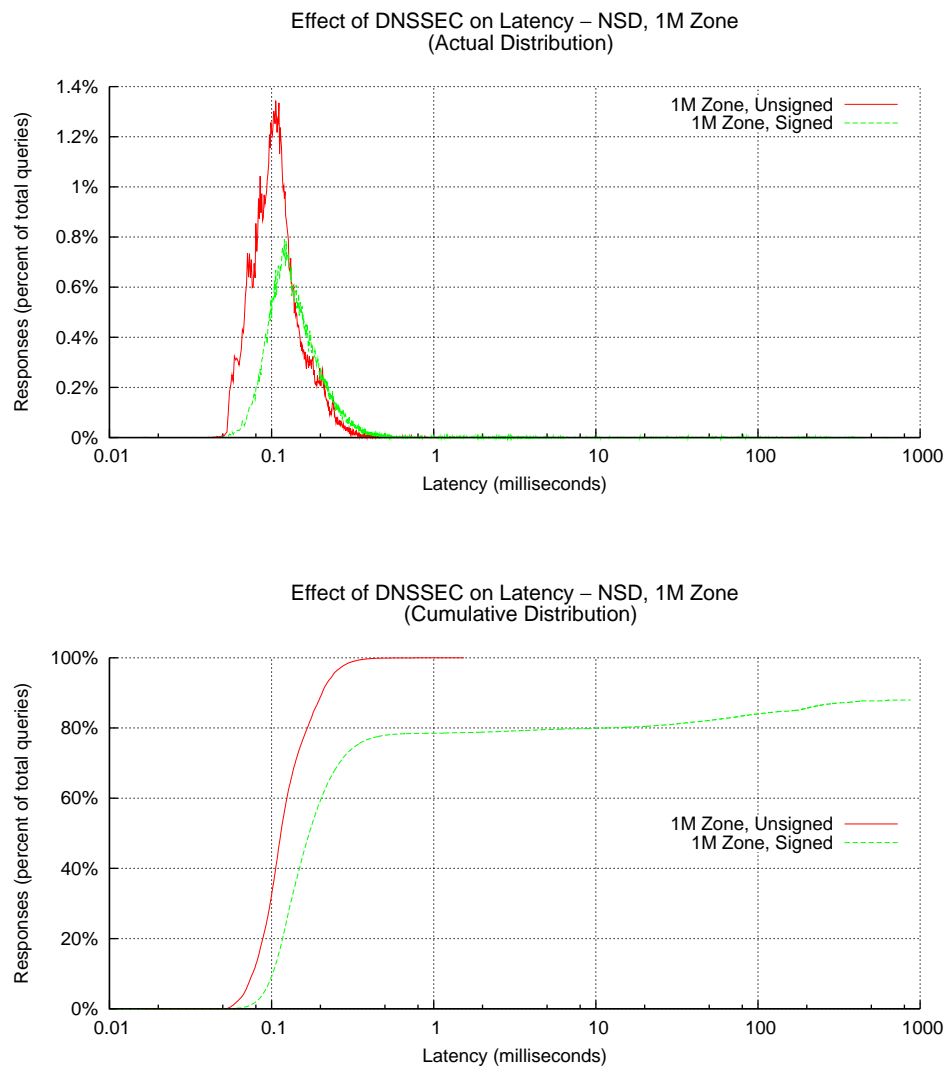 Effect of DNSSEC on Latency – NSD, 1M Zone
(Actual Distribution)
1.4%
1.2%
1%
0.8%
0.6%
0.4%
0.2%
0%
Responses (percent of total queries)
1M Zone, Unsigned
1M Zone, Signed
0.01
0.1
1
10
100
1000
Latency (milliseconds)
Effect of DNSSEC on Latency – NSD, 1M Zone
(Cumulative Distribution)
100%
80%
60%
40%
20%
0%
Responses (percent of total queries)
1M Zone, Unsigned
1M Zone, Signed
0.01
0.1
1
10
100
1000
Latency (milliseconds)